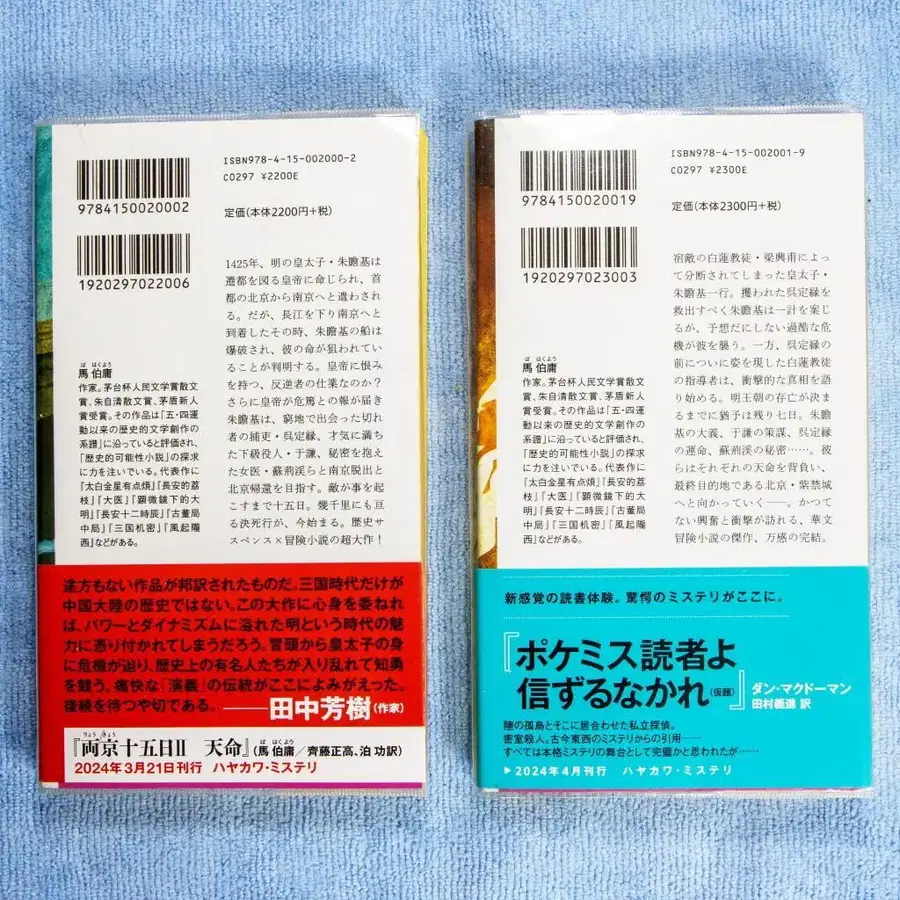 ISBN978-4-15-002000-2
C0297 ¥2200E
9784150020002
定価(本体2200円+税)
1920297022006
1425年、明の皇太子・朱瞻基は
遷都を図る皇帝に命じられ、首
都の北京から南京へと遣わされ
る。だが、長江を下り南京へと
到着したその時、朱瞻基の船は
爆破され、彼の命が狙われてい
ることが判明する。皇帝に恨み
を持つ、反逆者の仕業なのか?
さらに皇帝が危篤との報が届き
朱瞻基は、窮地で出会った切れ
者の捕吏・呉定縁、才気に満ち
た下級役人・于謙、秘密を抱え
た女医・蘇荊渓らと南京脱出と
北京帰還を目指す。敵が事を起
こすまで十五日。幾千里にも亘
る決死行が、今始まる。歴史サ
スペンス×冒険小説の超大作!
ば はくよう
馬 伯庸
作家。茅台杯人民文学賞散文
賞、朱自清散文賞、茅盾新人
賞受賞。その作品は「五・四運
動以来の歴史的文学創作の
系譜」に沿っていると評価され、
「歴史的可能性小説」の探求
に力を注いでいる。代表作に
『太白金星有点煩』『長安的荔
枝』『大医』『顕微鏡下的大
明』『長安十二時辰』『古董局
中局』『三国机密』『風起隴
西』などがある。
途方もない作品が邦訳されたものだ。三国時代だけが
中国大陸の歴史ではない。この大作に心身を委ねれ
ば、パワーとダイナミズムに溢れた明という時代の魅
力に憑り付かれてしまうだろう。冒頭から皇太子の身
に危機が迫り、歴史上の有名人たちが入り乱れて知勇
を競う。痛快な「演義」の伝統がここによみがえった。
後続を待つや切である。——田中芳樹(作家)
りょうきょう
『両京十五日II 天命』(馬 伯庸/齊藤正高、泊 功訳)
ば はくよう
2024年3月21日刊行 ハヤカワ・ミステリ
ISBN978-4-15-002001-9
C0297 ¥2300E
9784150020019
定価(本体2300円+税)
1920297023003
宿敵の白蓮教徒・梁興甫によっ
て分断されてしまった皇太子・
朱瞻基一行。攫われた呉定縁を
救出すべく朱瞻基は一計を案じ
るが、予想だにしない過酷な危
機が彼を襲う。一方、呉定縁の
前についに姿を現した白蓮教徒
の指導者は、衝撃的な真相を語
り始める。明王朝の存亡が決ま
るまでに猶予は残り七日。朱瞻
基の大義、于謙の策謀、呉定縁
の運命、蘇荊渓の秘密……。彼
らはそれぞれの天命を背負い、
最終目的地である北京・紫禁城
へと向かっていく——。かつて
ない興奮と衝撃が訪れる、華文
冒険小説の傑作、万感の完結。
ば はくよう
馬 伯庸
作家。茅台杯人民文学賞散文
賞、朱自清散文賞、茅盾新人
賞受賞。その作品は「五・四運
動以来の歴史的文学創作の
系譜」に沿っていると評価され、
「歴史的可能性小説」の探求
に力を注いでいる。代表作に
『太白金星有点煩』『長安的荔
枝』『大医』『顕微鏡下的大
明』『長安十二時辰』『古董局
中局』『三国机密』『風起隴
西』などがある。
新感覚の読書体験。驚愕のミステリがここに。
『ポケミス読者よ
信ずるなかれ(仮題)』
ダン・マクドーマン
田村義進 訳
陸の孤島とそこに居合わせた私立探偵。
密室殺人。古今東西のミステリからの引用——
すべては本格ミステリの舞台として完璧かと思われたが……
▶2024年4月刊行 ハヤカワ・ミステリ